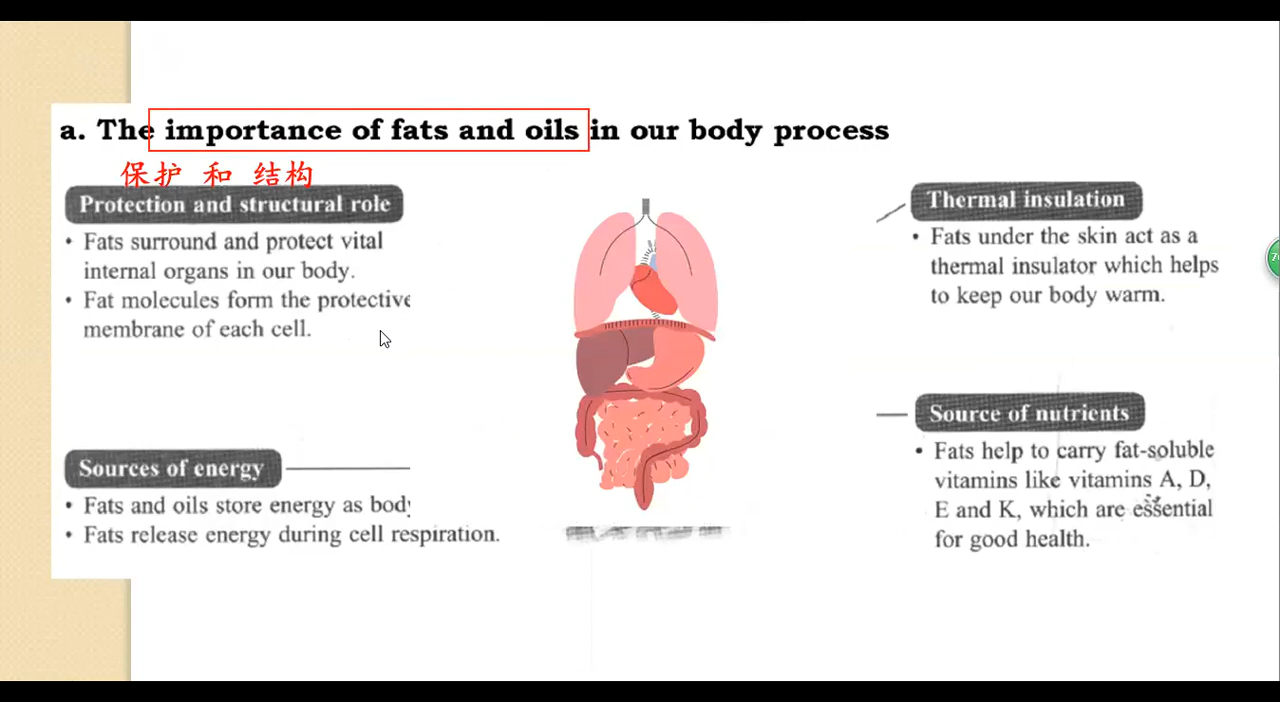 a. The importance of fats and oils in our body process
保护 和 结构
Protection and structural role
• Fats surround and protect vital
internal organs in our body.
• Fat molecules form the protective
membrane of each cell.
Sources of energy
• Fats and oils store energy as body
• Fats release energy during cell respiration.
Thermal insulation
• Fats under the skin act as a
thermal insulator which helps
to keep our body warm.
Source of nutrients
• Fats help to carry fat-soluble
vitamins like vitamins A, D,
E and K, which are essential
for good health.